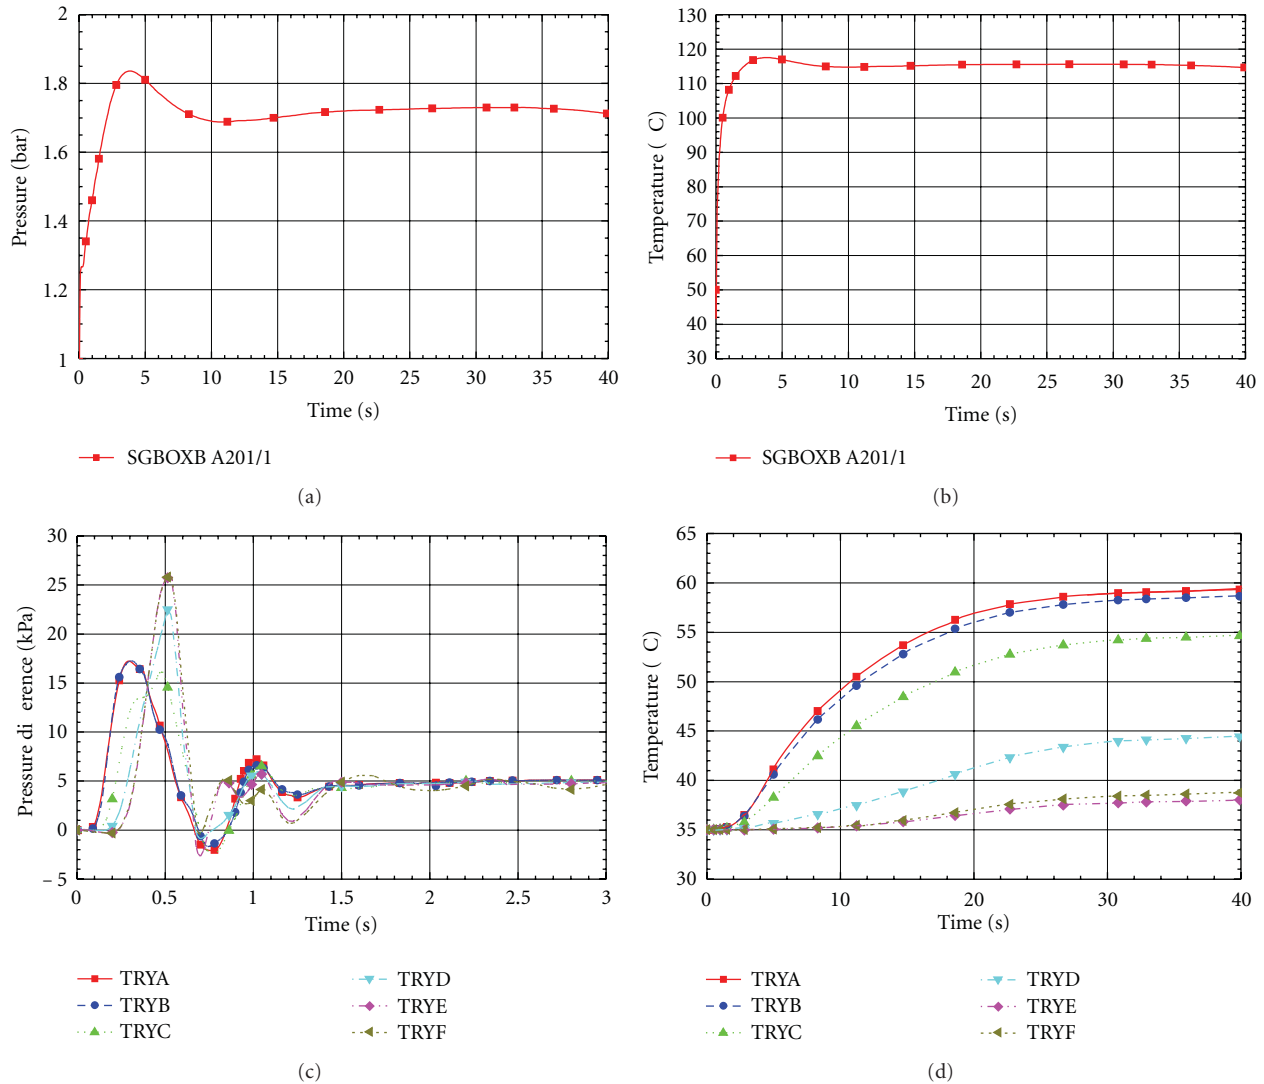 2
1.8
1.6
1.4
1.2
1
Pressure (bar)
0 5 10 15 20 25 30 35 40
Time (s)
SGBOXB A201/1
(a)
130
120
110
100
90
80
70
60
50
40
30
Temperature ( C)
0 5 10 15 20 25 30 35 40
Time (s)
SGBOXB A201/1
(b)
30
25
20
15
10
5
0
– 5
Pressure di erence (kPa)
0 0.5 1 1.5 2 2.5 3
Time (s)
TRYA TRYD
TRYB TRYE
TRYC TRYF
(c)
65
60
55
50
45
40
35
30
Temperature ( C)
0 10 20 30 40
Time (s)
TRYA TRYD
TRYB TRYE
TRYC TRYF
(d)